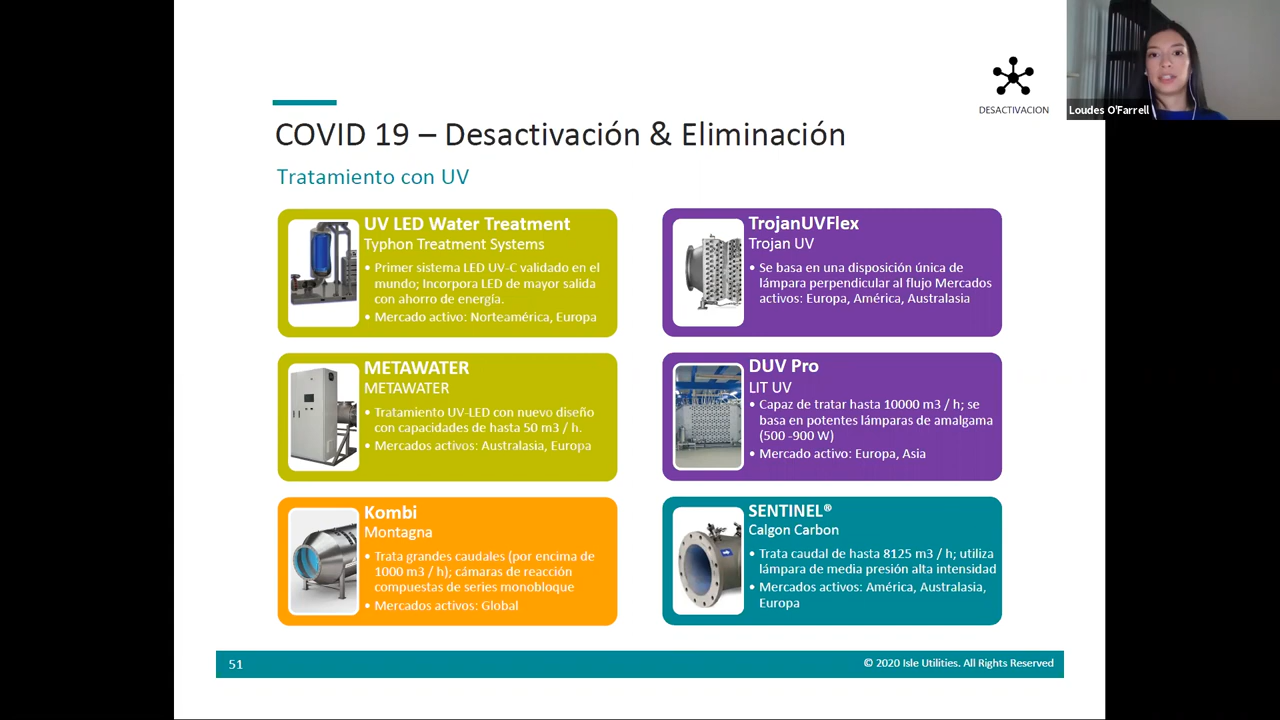 DESACTIVACION
Loudes O'Farrell
COVID 19 – Desactivación & Eliminación
Tratamiento con UV
UV LED Water Treatment
Typhon Treatment Systems
• Primer sistema LED UV-C validado en el
mundo; Incorpora LED de mayor salida
con ahorro de energía.
• Mercado activo: Norteamérica, Europa
TrojanUVFlex
Trojan UV
• Se basa en una disposición única de
lámpara perpendicular al flujo Mercados
activos: Europa, América, Australasia
METAWATER
METAWATER
• Tratamiento UV-LED con nuevo diseño
con capacidades de hasta 50 m3 / h.
• Mercados activos: Australasia, Europa
DUV Pro
LIT UV
• Capaz de tratar hasta 10000 m3 / h; se
basa en potentes lámparas de amalgama
(500 -900 W)
• Mercado activo: Europa, Asia
Kombi
Montagna
• Trata grandes caudales (por encima de
1000 m3 / h); cámaras de reacción
compuestas de series monobloque
• Mercados activos: Global
SENTINEL®
Calgon Carbon
• Trata caudal de hasta 8125 m3 / h; utiliza
lámpara de media presión alta intensidad
• Mercados activos: América, Australasia,
Europa
51
© 2020 Isle Utilities. All Rights Reserved